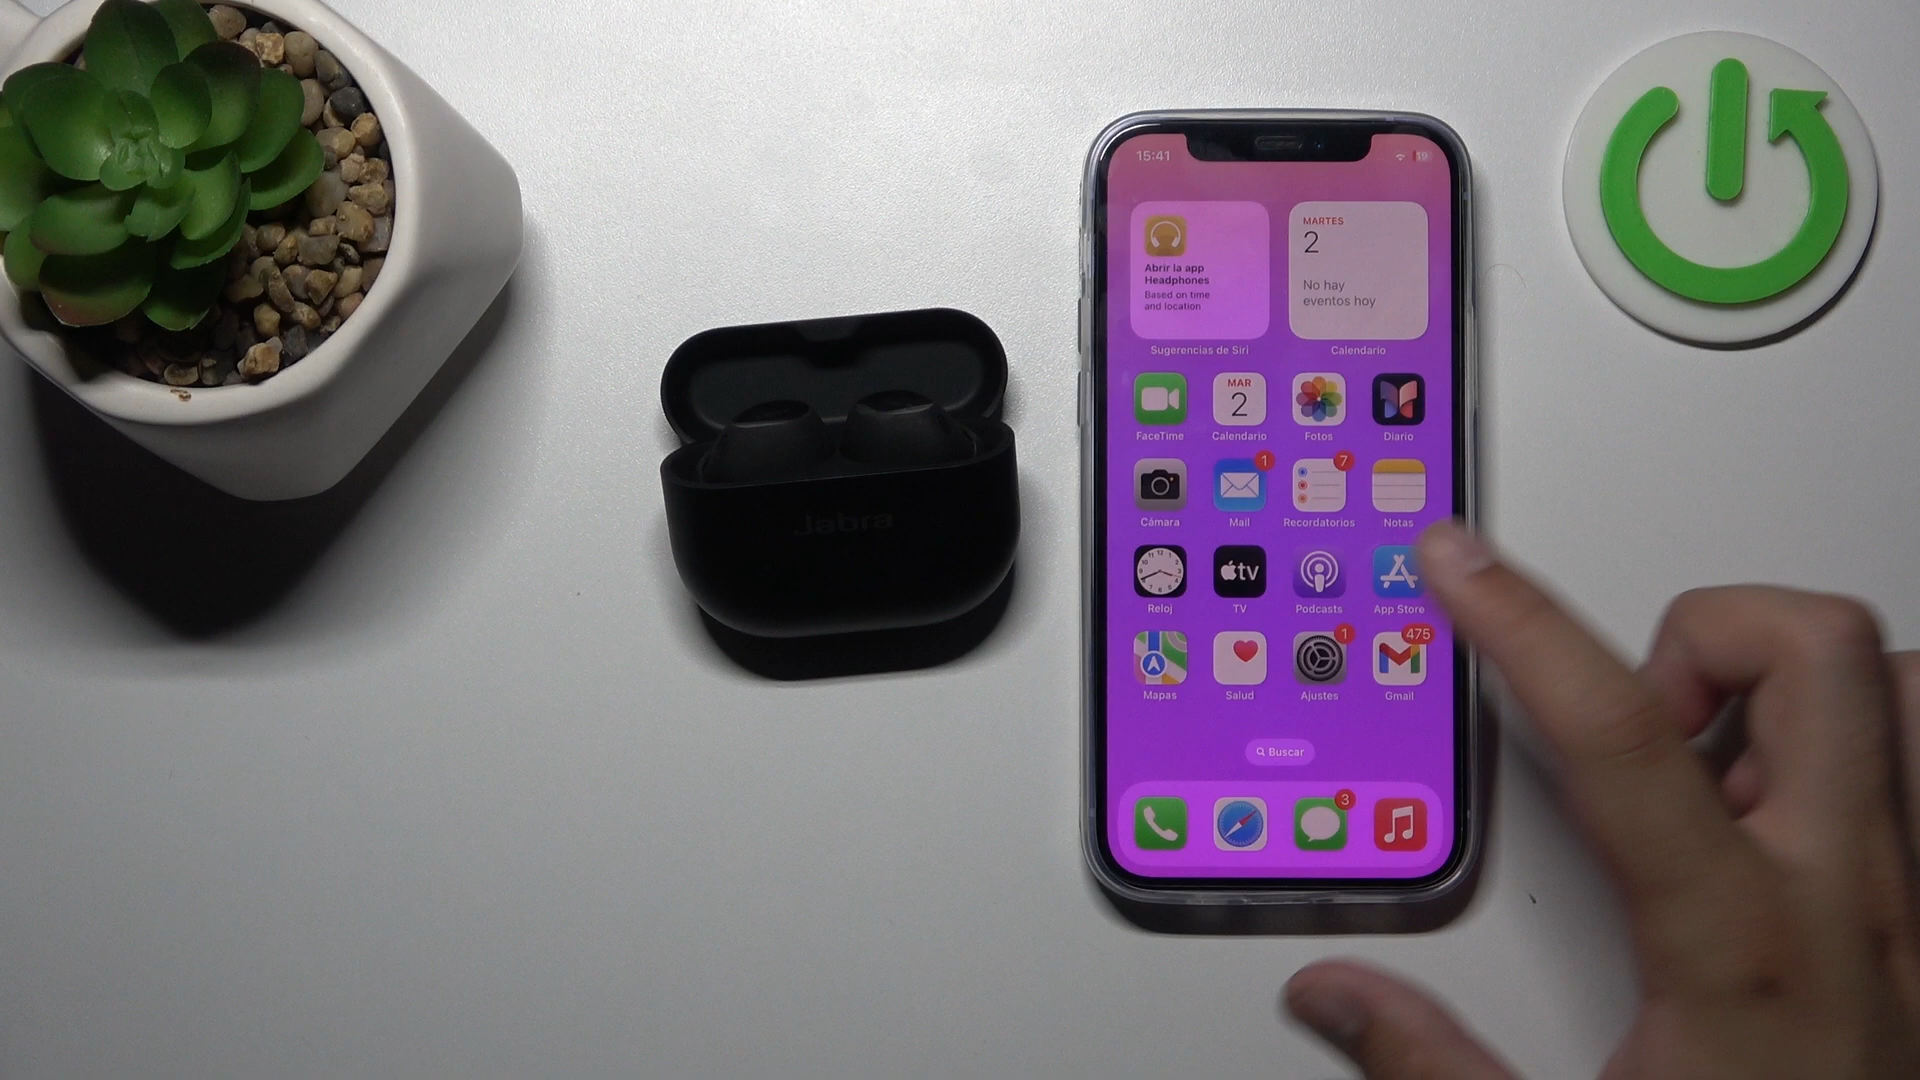 15:41
19
Abrir la app
Headphones
Based on time
and location
Sugerencias de Siri
MARTES
2
No hay
eventos hoy
Calendario
FaceTime
MAR
2
Calendario
Fotos
Diario
Cámara
1
Mail
7
Recordatorios
Notas
Reloj
tv
TV
Podcasts
App Store
Mapas
Salud
1
Ajustes
475
Gmail
Buscar
3
Jabra